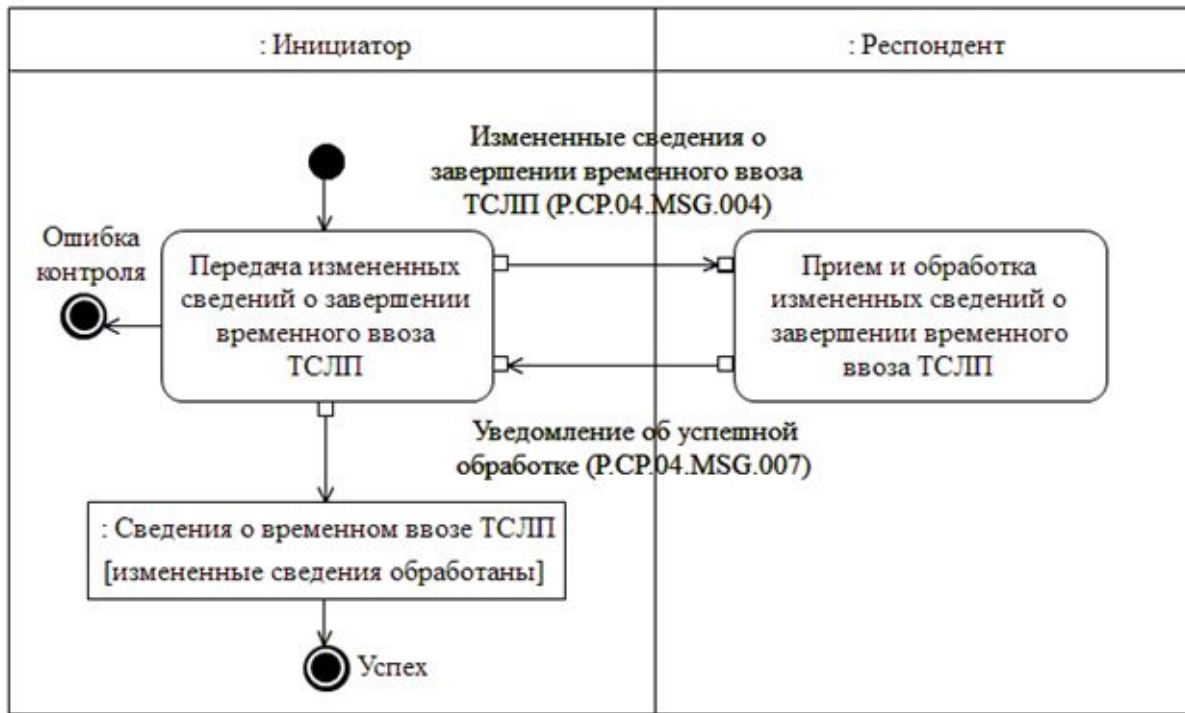 : Инициатор
: Респондент
Измененные сведения о
завершении временного ввоза
ТСЛП (P.CP.04.MSG.004)
Ошибка
контроля
Передача измененных
сведений о завершении
временного ввоза
ТСЛП
Прием и обработка
измененных сведений о
завершении временного
ввоза ТСЛП
Уведомление об успешной
обработке (P.CP.04.MSG.007)
: Сведения о временном ввозе ТСЛП
[измененные сведения обработаны]
Успех